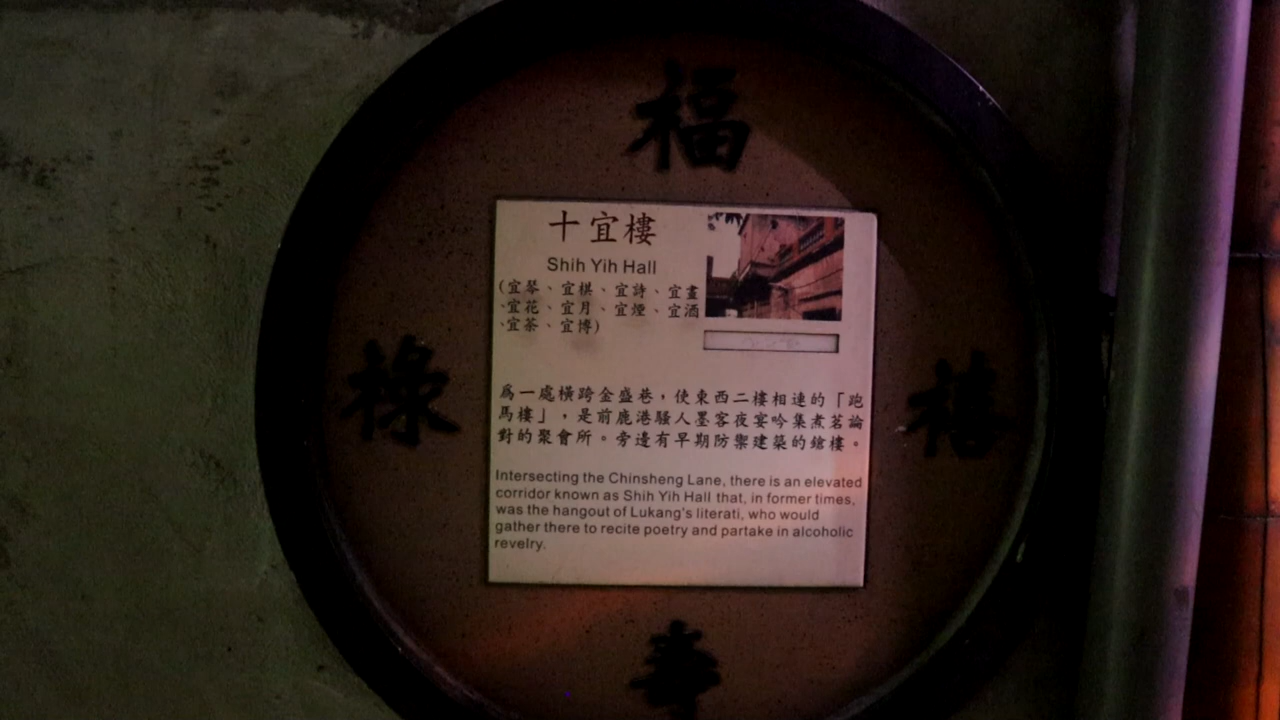 福
祿
禧
壽
十宜樓
Shih Yih Hall
(宜琴、宜棋、宜詩、宜畫
、宜花、宜月、宜煙、宜酒
、宜茶、宜博)
為一處橫跨金盛巷，使東西二樓相連的「跑
馬樓」，是前鹿港騷人墨客夜宴吟集煮茗論
對的聚會所。旁邊有早期防禦建築的鎗樓。
Intersecting the Chinsheng Lane, there is an elevated
corridor known as Shih Yih Hall that, in former times,
was the hangout of Lukang's literati, who would
gather there to recite poetry and partake in alcoholic
revelry.